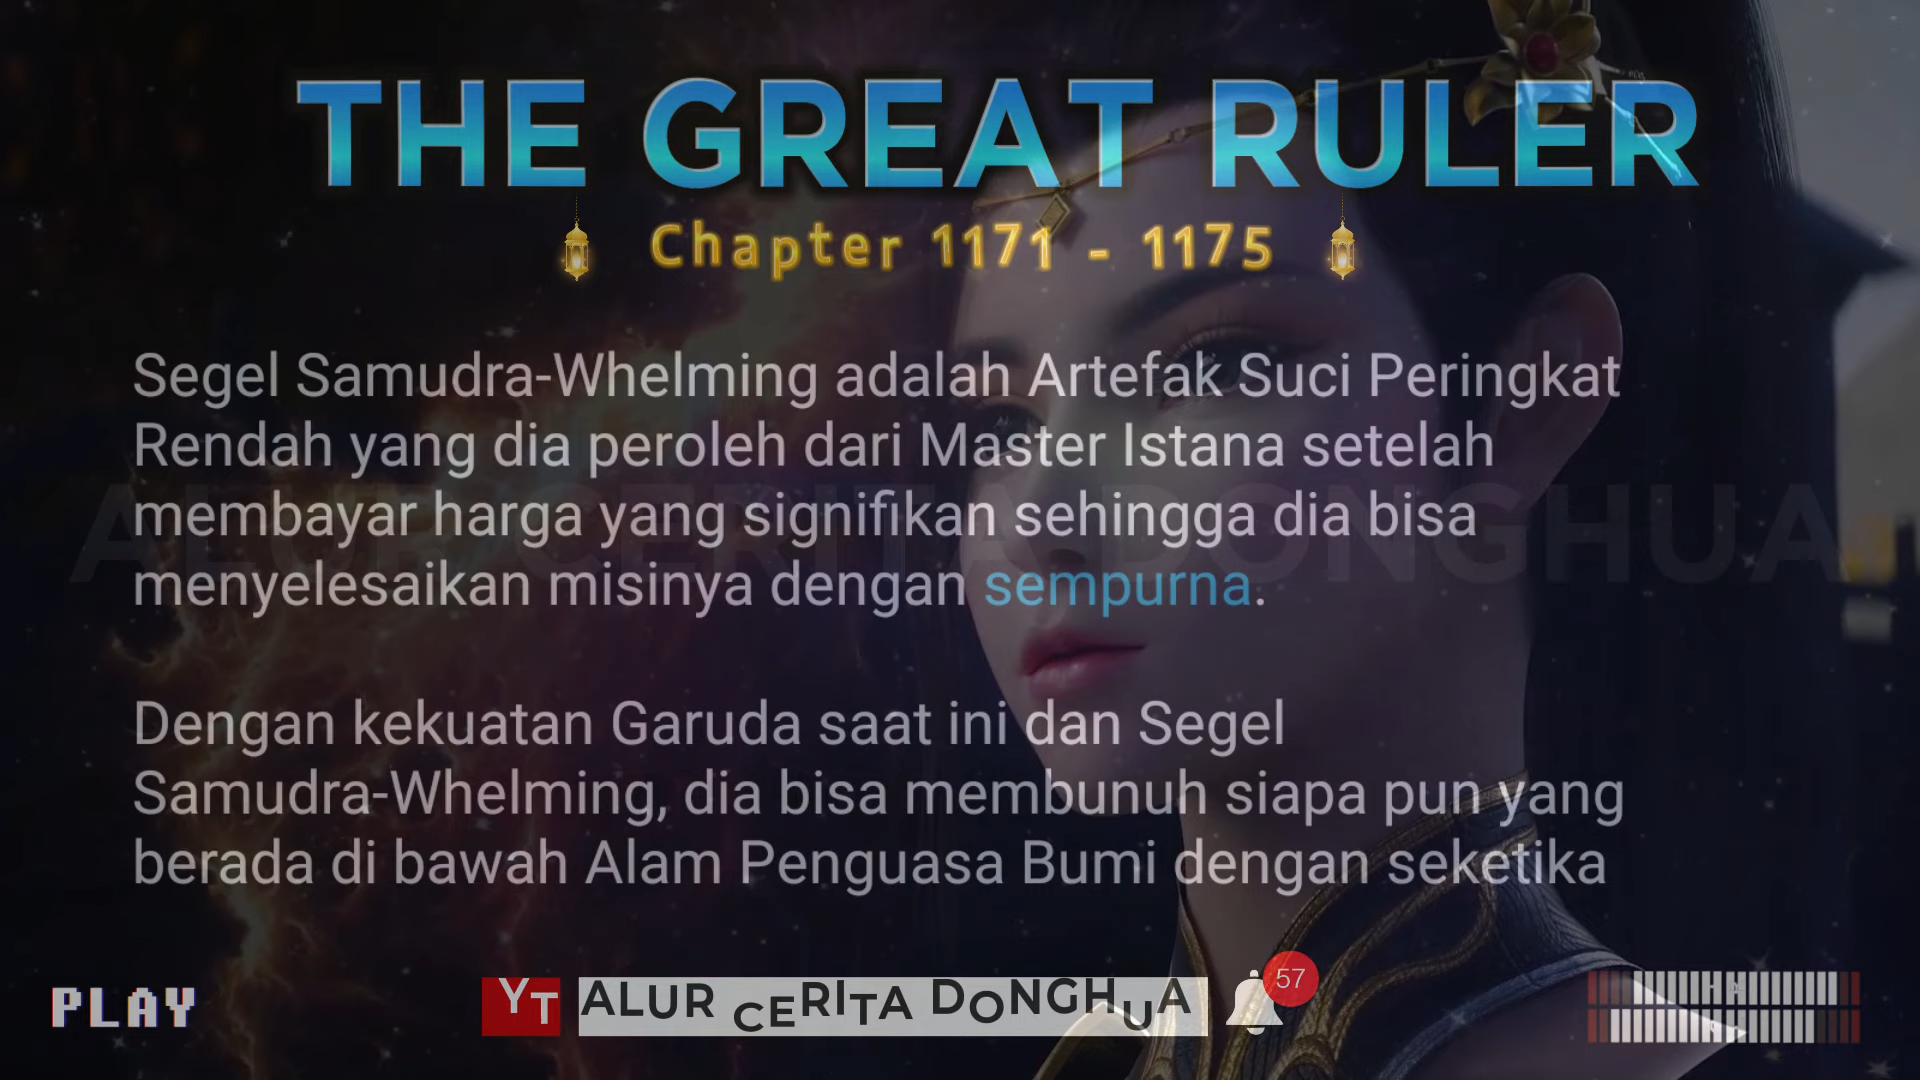 THE GREAT RULER
Chapter 1171 - 1175
Segel Samudra-Whelming adalah Artefak Suci Peringkat
Rendah yang dia peroleh dari Master Istana setelah
membayar harga yang signifikan sehingga dia bisa
ALUR CERITA DONGHUA
menyelesaikan misinya dengan sempurna.
Dengan kekuatan Garuda saat ini dan Segel
Samudra-Whelming, dia bisa membunuh siapa pun yang
berada di bawah Alam Penguasa Bumi dengan seketika
PLAY
YT ALUR CERITA DONGHUA
57